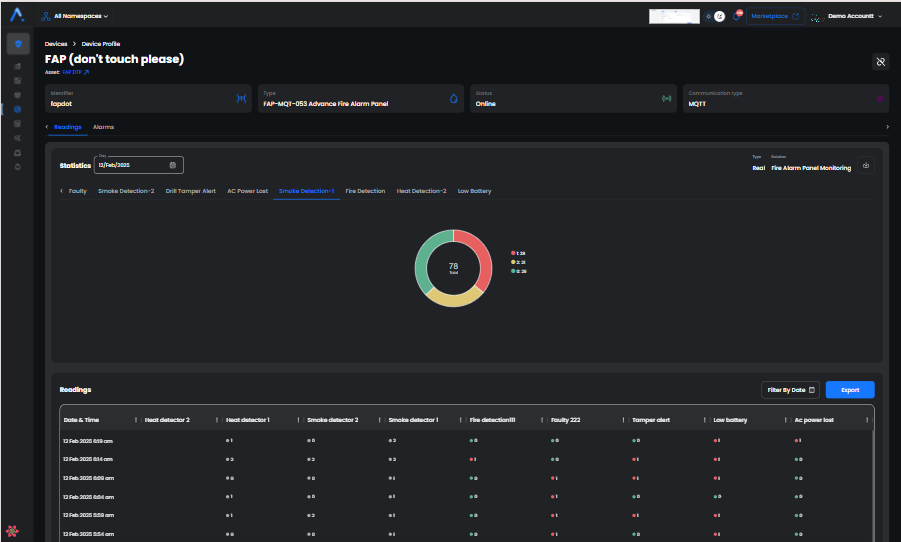 All Namespaces
Marketplace
Demo Accountt
Devices > Device Profile
FAP (don't touch please)
Asset: FAP DTP
Identifier
fapdot
Type
FAP-MQT-053 Advance Fire Alarm Panel
Status
Online
Communication type
MQTT
Readings Alarms
Statistics
12/Feb/2025
Type
Real
Solution
Fire Alarm Panel Monitoring
Faulty Smoke Detection-2 Drill Tamper Alert AC Power Lost Smoke Detection-1 Fire Detection Heat Detection-2 Low Battery
78
Total
Readings
Filter By Date
Export
Date & Time Heat detector 2 Heat detector 1 Smoke detector 2 Smoke detector 1 Fire detection111 Faulty 222 Tamper alert Low battery Ac power lost
12 Feb 2025 6:19 am 1 0 2 0 0 0 1 1
12 Feb 2025 6:14 am 2 2 2 1 0 1 1 0
12 Feb 2025 6:09 am 0 0 1 0 1 1 1 0
12 Feb 2025 6:04 am 1 0 1 0 1 0 0 0
12 Feb 2025 5:59 am 1 2 1 0 1 1 1 0
12 Feb 2025 5:54 am 0 0 1 0 1 1 1 0